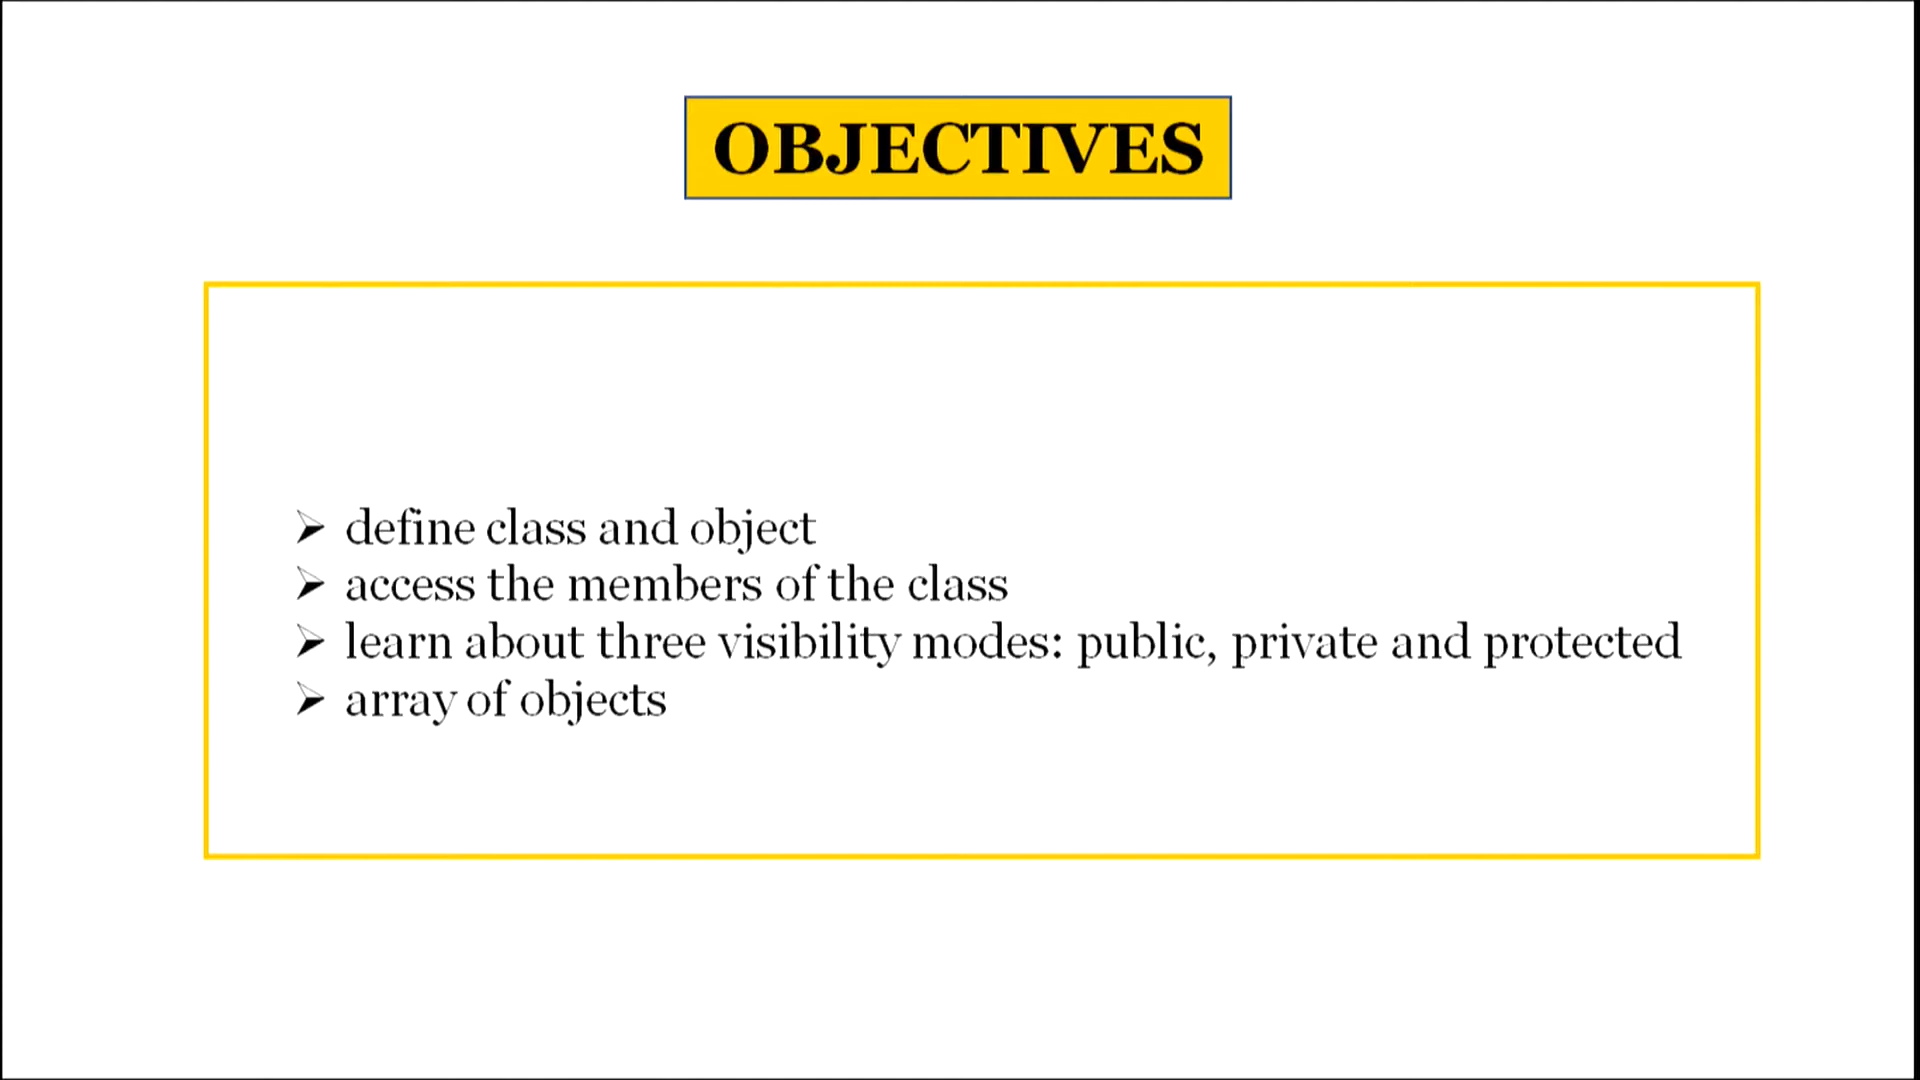 OBJECTIVES
➢ define class and object
➢ access the members of the class
➢ learn about three visibility modes: public, private and protected
➢ array of objects